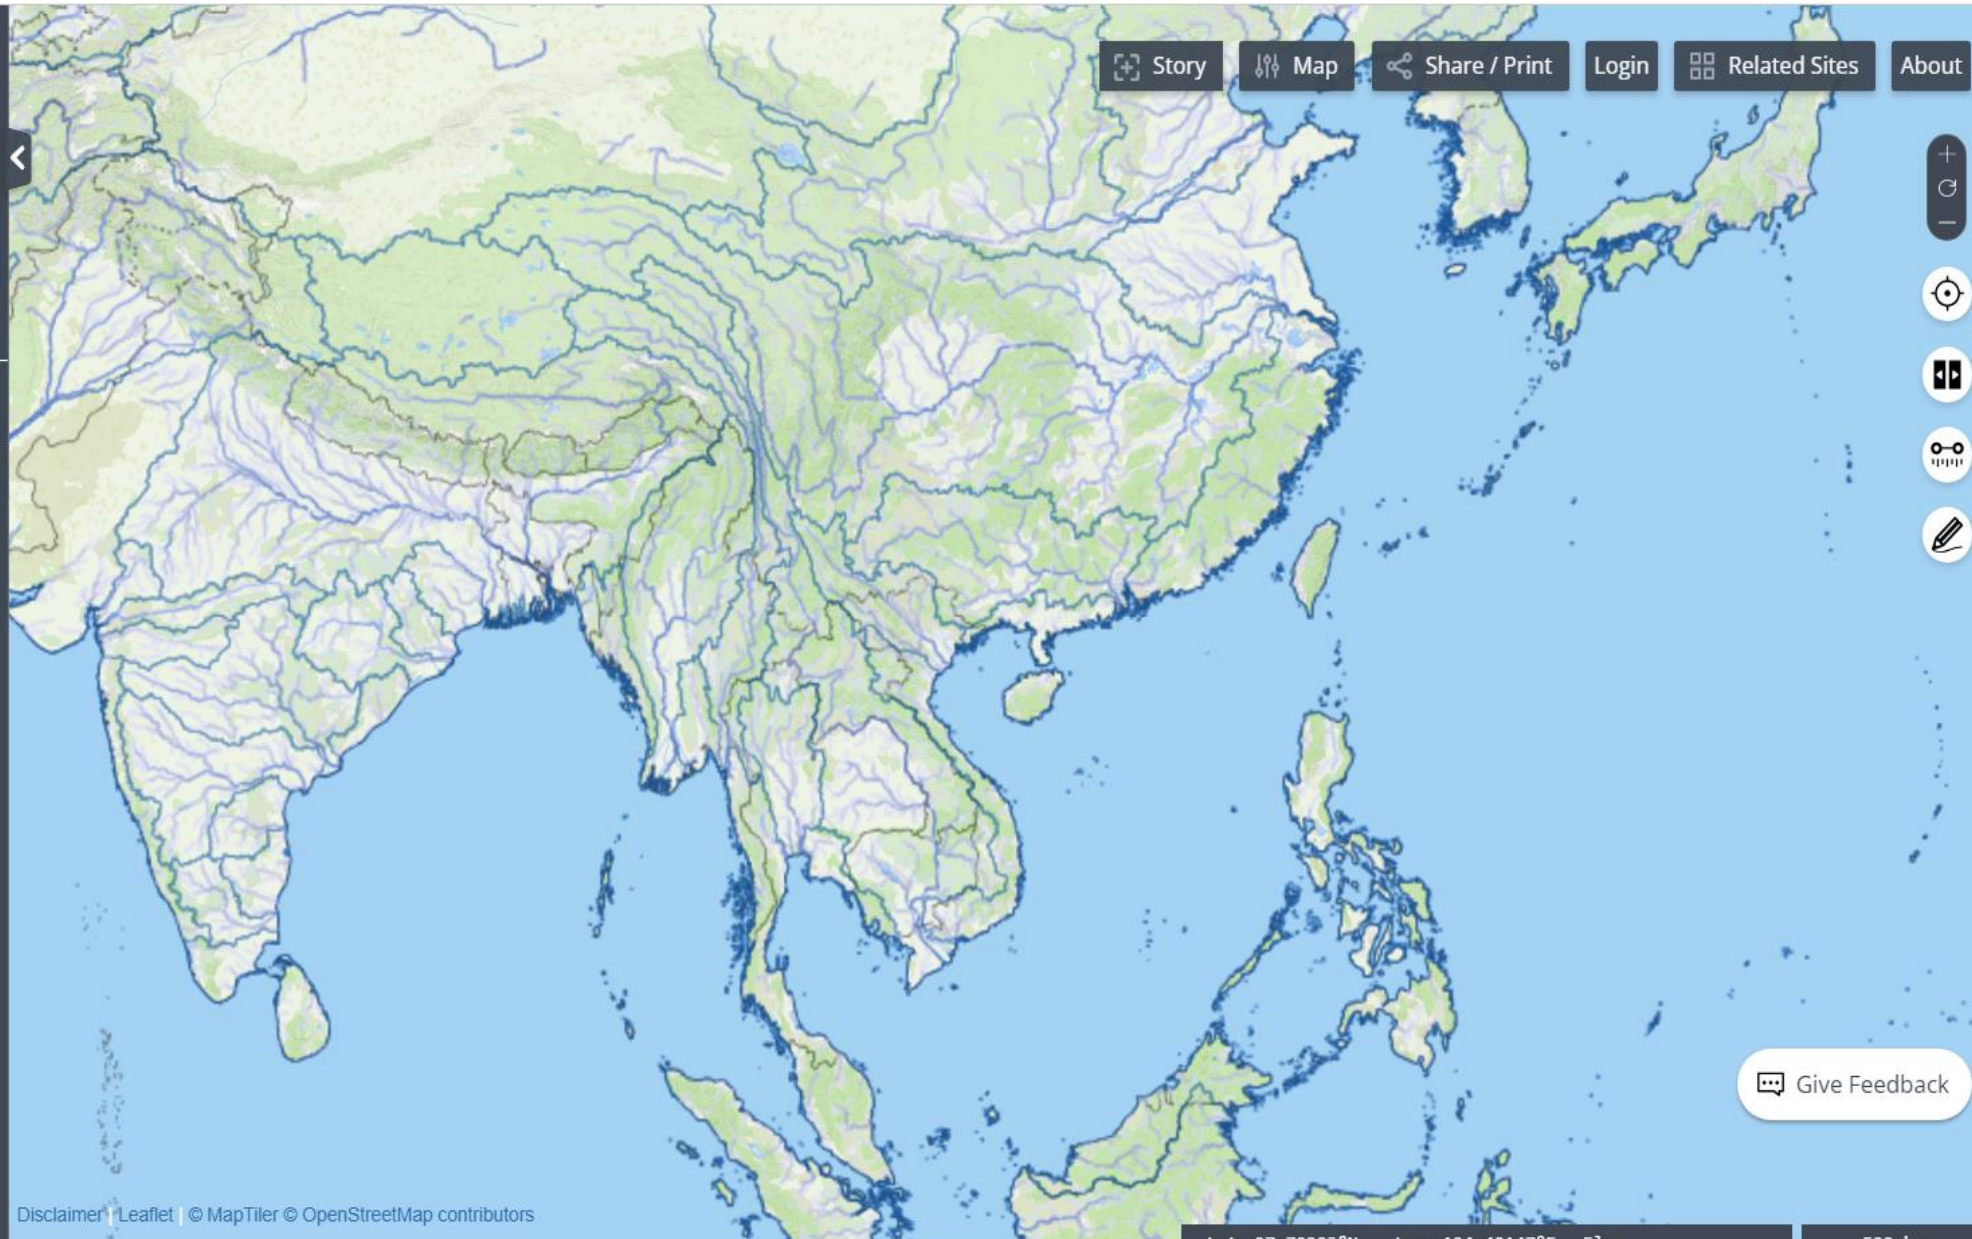 Story Map Share / Print Login Related Sites About
Give Feedback
Disclaimer | Leaflet | © MapTiler © OpenStreetMap contributors